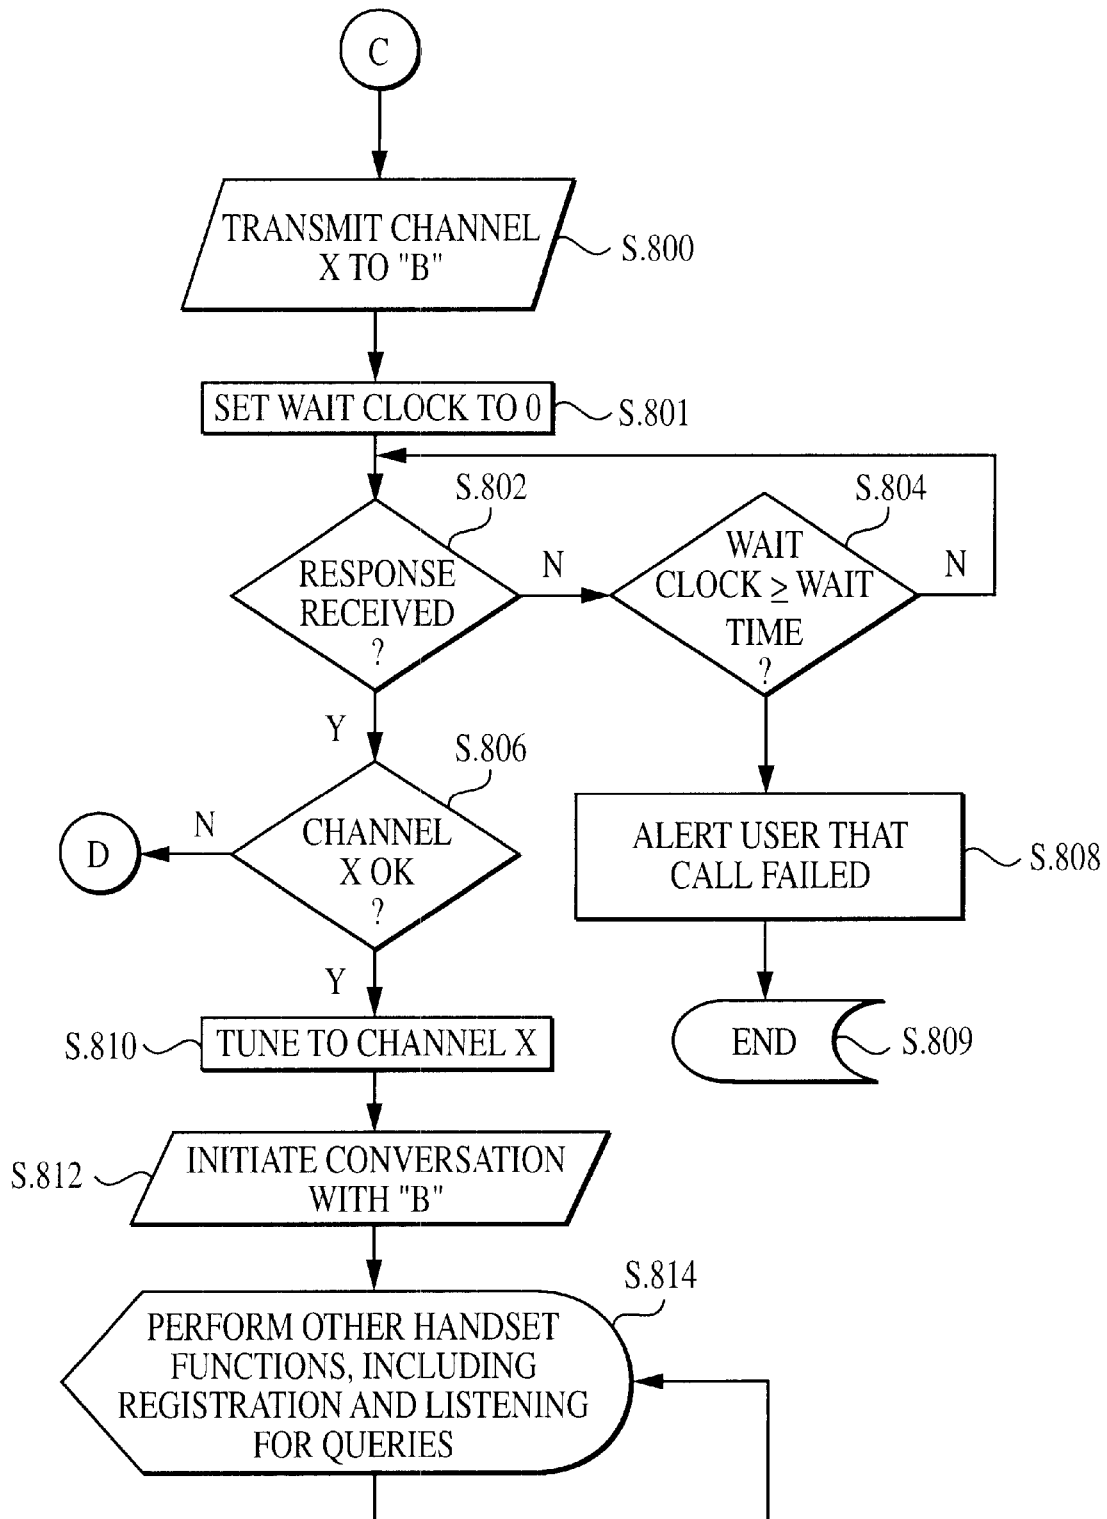 C
TRANSMIT CHANNEL
X TO "B"
S.800
SET WAIT CLOCK TO 0
S.801
S.802
RESPONSE
RECEIVED
?
N
S.804
WAIT
CLOCK ≥ WAIT
TIME
?
N
Y
S.806
CHANNEL
X OK
?
N
D
ALERT USER THAT
CALL FAILED
S.808
Y
S.810
TUNE TO CHANNEL X
END
S.809
S.812
INITIATE CONVERSATION
WITH "B"
S.814
PERFORM OTHER HANDSET
FUNCTIONS, INCLUDING
REGISTRATION AND LISTENING
FOR QUERIES